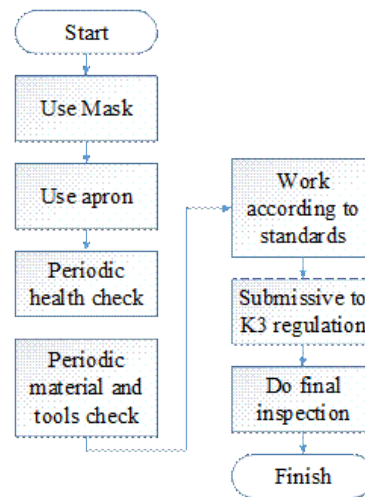 Start
Use Mask
Use apron
Periodic
health check
Periodic
material and
tools check
Work
according to
standards
Submissive to
K3 regulation
Do final
inspection
Finish